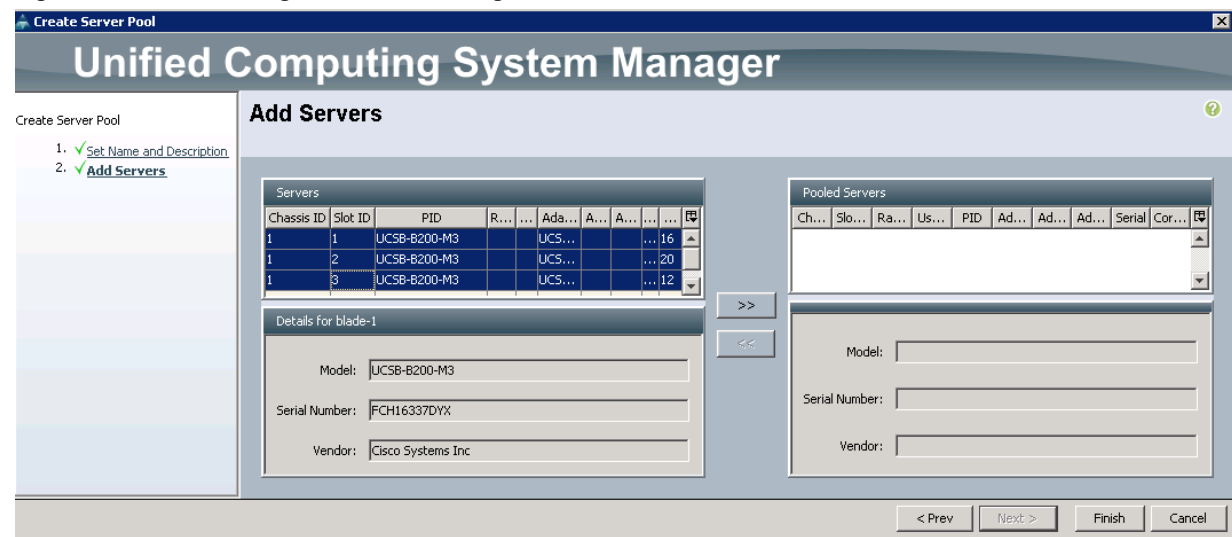 Create Server Pool
Unified Computing System Manager
Create Server Pool
1. Set Name and Description
2. Add Servers
Add Servers
Servers
Chassis ID Slot ID PID R... ... Ada... A... A... ... ...
1 1 UCSB-B200-M3 UCS... ... 16
1 2 UCSB-B200-M3 UCS... ... 20
1 3 UCSB-B200-M3 UCS... ... 12
Details for blade-1
Model: UCSB-B200-M3
Serial Number: FCH16337DYX
Vendor: Cisco Systems Inc
>>
<<
Pooled Servers
Ch... Slo... Ra... Us... PID Ad... Ad... Ad... Serial Cor...
Model:
Serial Number:
Vendor:
< Prev Next > Finish Cancel